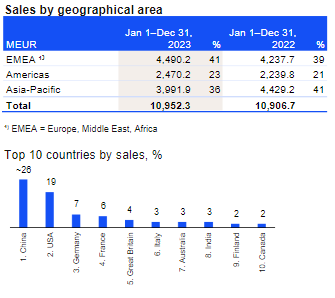 Sales by geographical area
Jan 1–Dec 31, Jan 1–Dec 31,
MEUR 2023 % 2022 %
EMEA ¹⁾ 4,490.2 41 4,237.7 39
Americas 2,470.2 23 2,239.8 21
Asia-Pacific 3,991.9 36 4,429.2 41
Total 10,952.3 10,906.7
¹⁾ EMEA = Europe, Middle East, Africa
Top 10 countries by sales, %
~26
19
7
6
4
3
3
3
2
2
1. China
2. USA
3. Germany
4. France
5. Great Britain
6. Italy
7. Australia
8. India
9. Finland
10. Canada